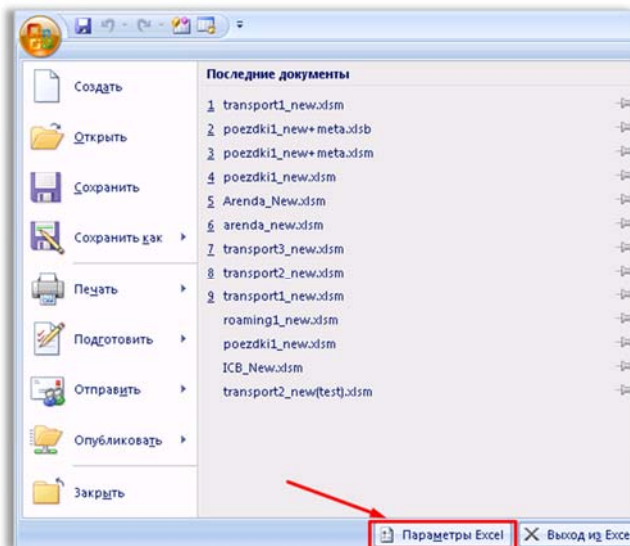 Последние документы
Создать
Открыть
Сохранить
Сохранить как
Печать
Подготовить
Отправить
Опубликовать
Закрыть
1 transport1_new.xlsm
2 poezdki1_new+meta.xlsb
3 poezdki1_new+meta.xlsm
4 poezdki1_new.xlsm
5 Arenda_New.xlsm
6 arenda_new.xlsm
7 transport3_new.xlsm
8 transport2_new.xlsm
9 transport1_new.xlsm
roaming1_new.xlsm
poezdki1_new.xlsm
ICB_New.xlsm
transport2_new(test).xlsm
Параметры Excel
Выход из Exce